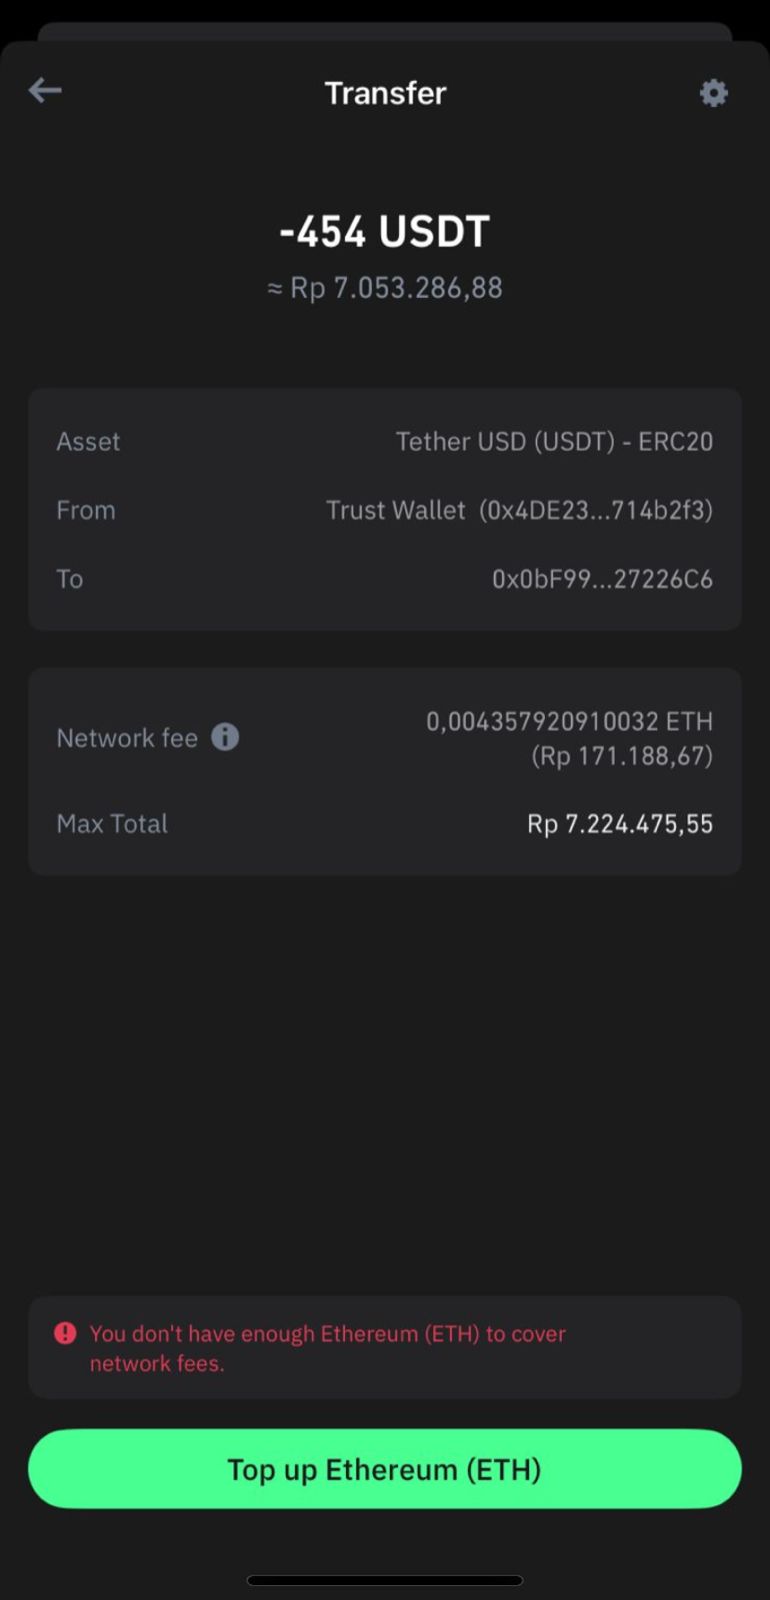 Transfer
-454 USDT
≈ Rp 7.053.286,88
Asset Tether USD (USDT) - ERC20
From Trust Wallet (0x4DE23...714b2f3)
To 0x0bF99...27226C6
Network fee 0,004357920910032 ETH
(Rp 171.188,67)
Max Total Rp 7.224.475,55
You don't have enough Ethereum (ETH) to cover
network fees.
Top up Ethereum (ETH)